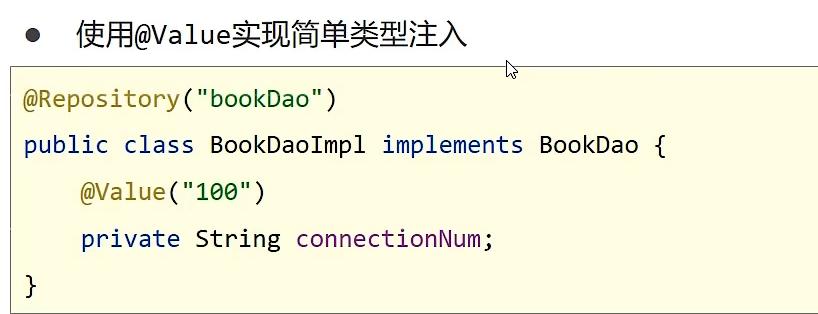 ● 使用@Value实现简单类型注入
@Repository("bookDao")
public class BookDaoImpl implements BookDao {
    @Value("100")
    private String connectionNum;
}